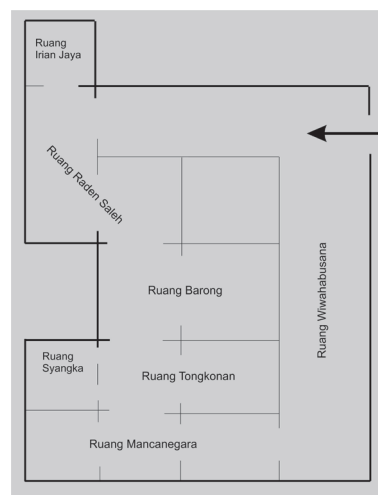 Ruang
Irian Jaya
Ruang Raden Saleh
Ruang Wiwahabusana
Ruang Barong
Ruang
Syangka
Ruang Tongkonan
Ruang Mancanegara